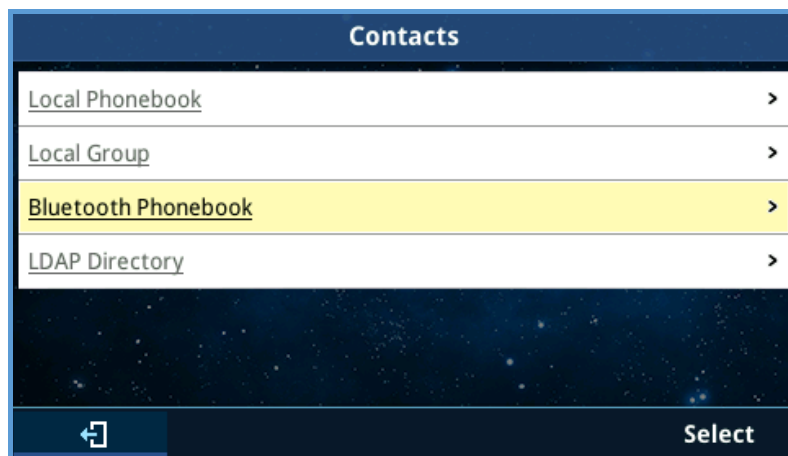 Contacts
Local Phonebook
Local Group
Bluetooth Phonebook
LDAP Directory
Select